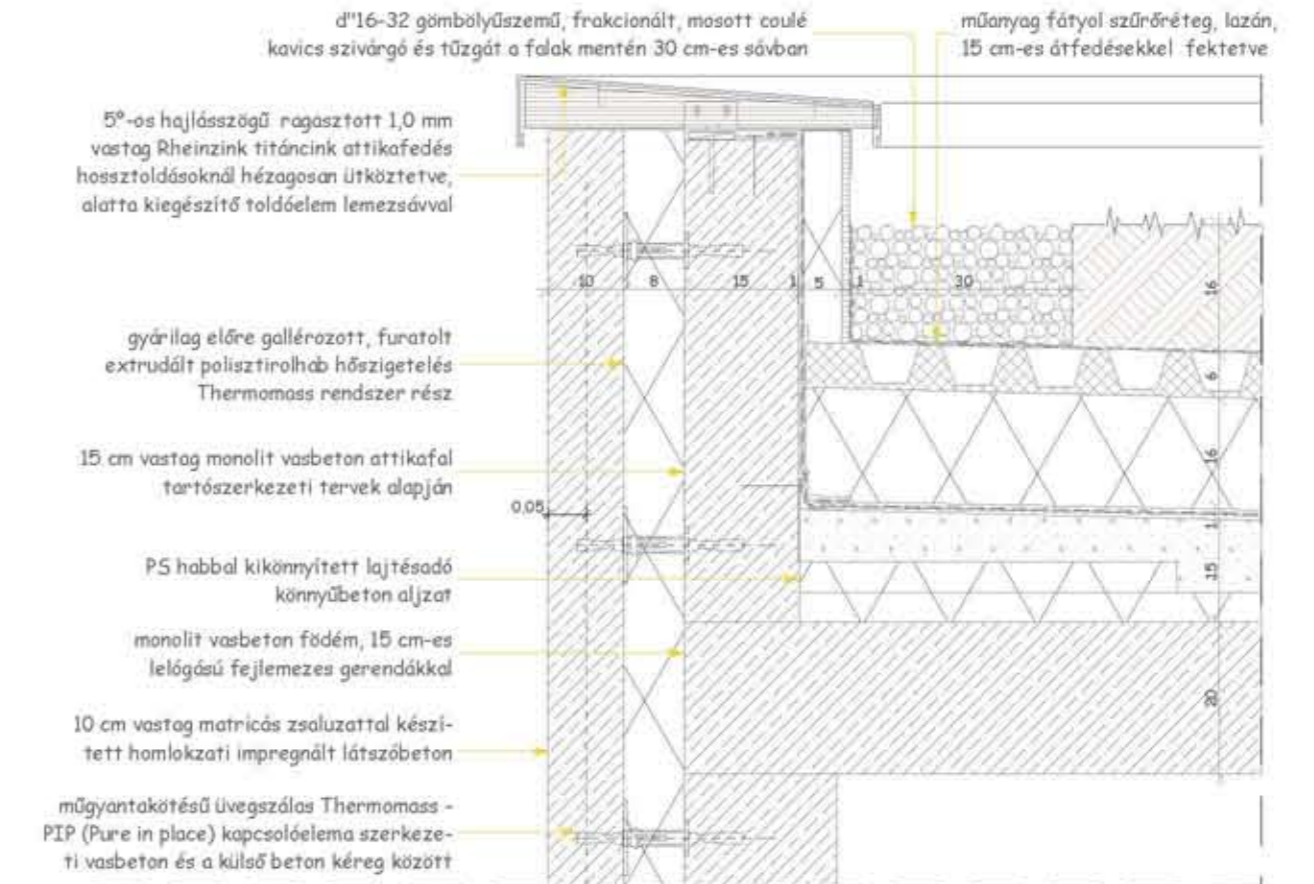 d"16-32 gömbölyűszemű, frakcionált, mosott coulé
kavics szivárgó és tűzgát a falak mentén 30 cm-es sávban
műanyag fátyol szűrőréteg, lazán,
15 cm-es átfedésekkel fektetve
5°-os hajlásszögű ragasztott 1,0 mm
vastag Rheinzink titáncink attikafedés
hossztoldásoknál hézagosan ütköztetve,
alatta kiegészítő toldóelem lemezsávval
10 8 15 1 5 1 30
16
gyárilag előre gallérozott, furatolt
extrudált polisztirolhab hőszigetelés
Thermomass rendszer rész
6
15 cm vastag monolit vasbeton attikafal
tartószerkezeti tervek alapján
16
0,05
1
PS habbal kikönnyített lajtésadó
könnyűbeton aljzat
15
monolit vasbeton födém, 15 cm-es
lelógású fejlemezes gerendákkal
20
10 cm vastag matricás zsaluzattal készí-
tett homlokzati impregnált látszóbeton
műgyantakötésű üvegszálas Thermomass -
PIP (Pure in place) kapcsolóelema szerkeze-
ti vasbeton és a külső beton kéreg között